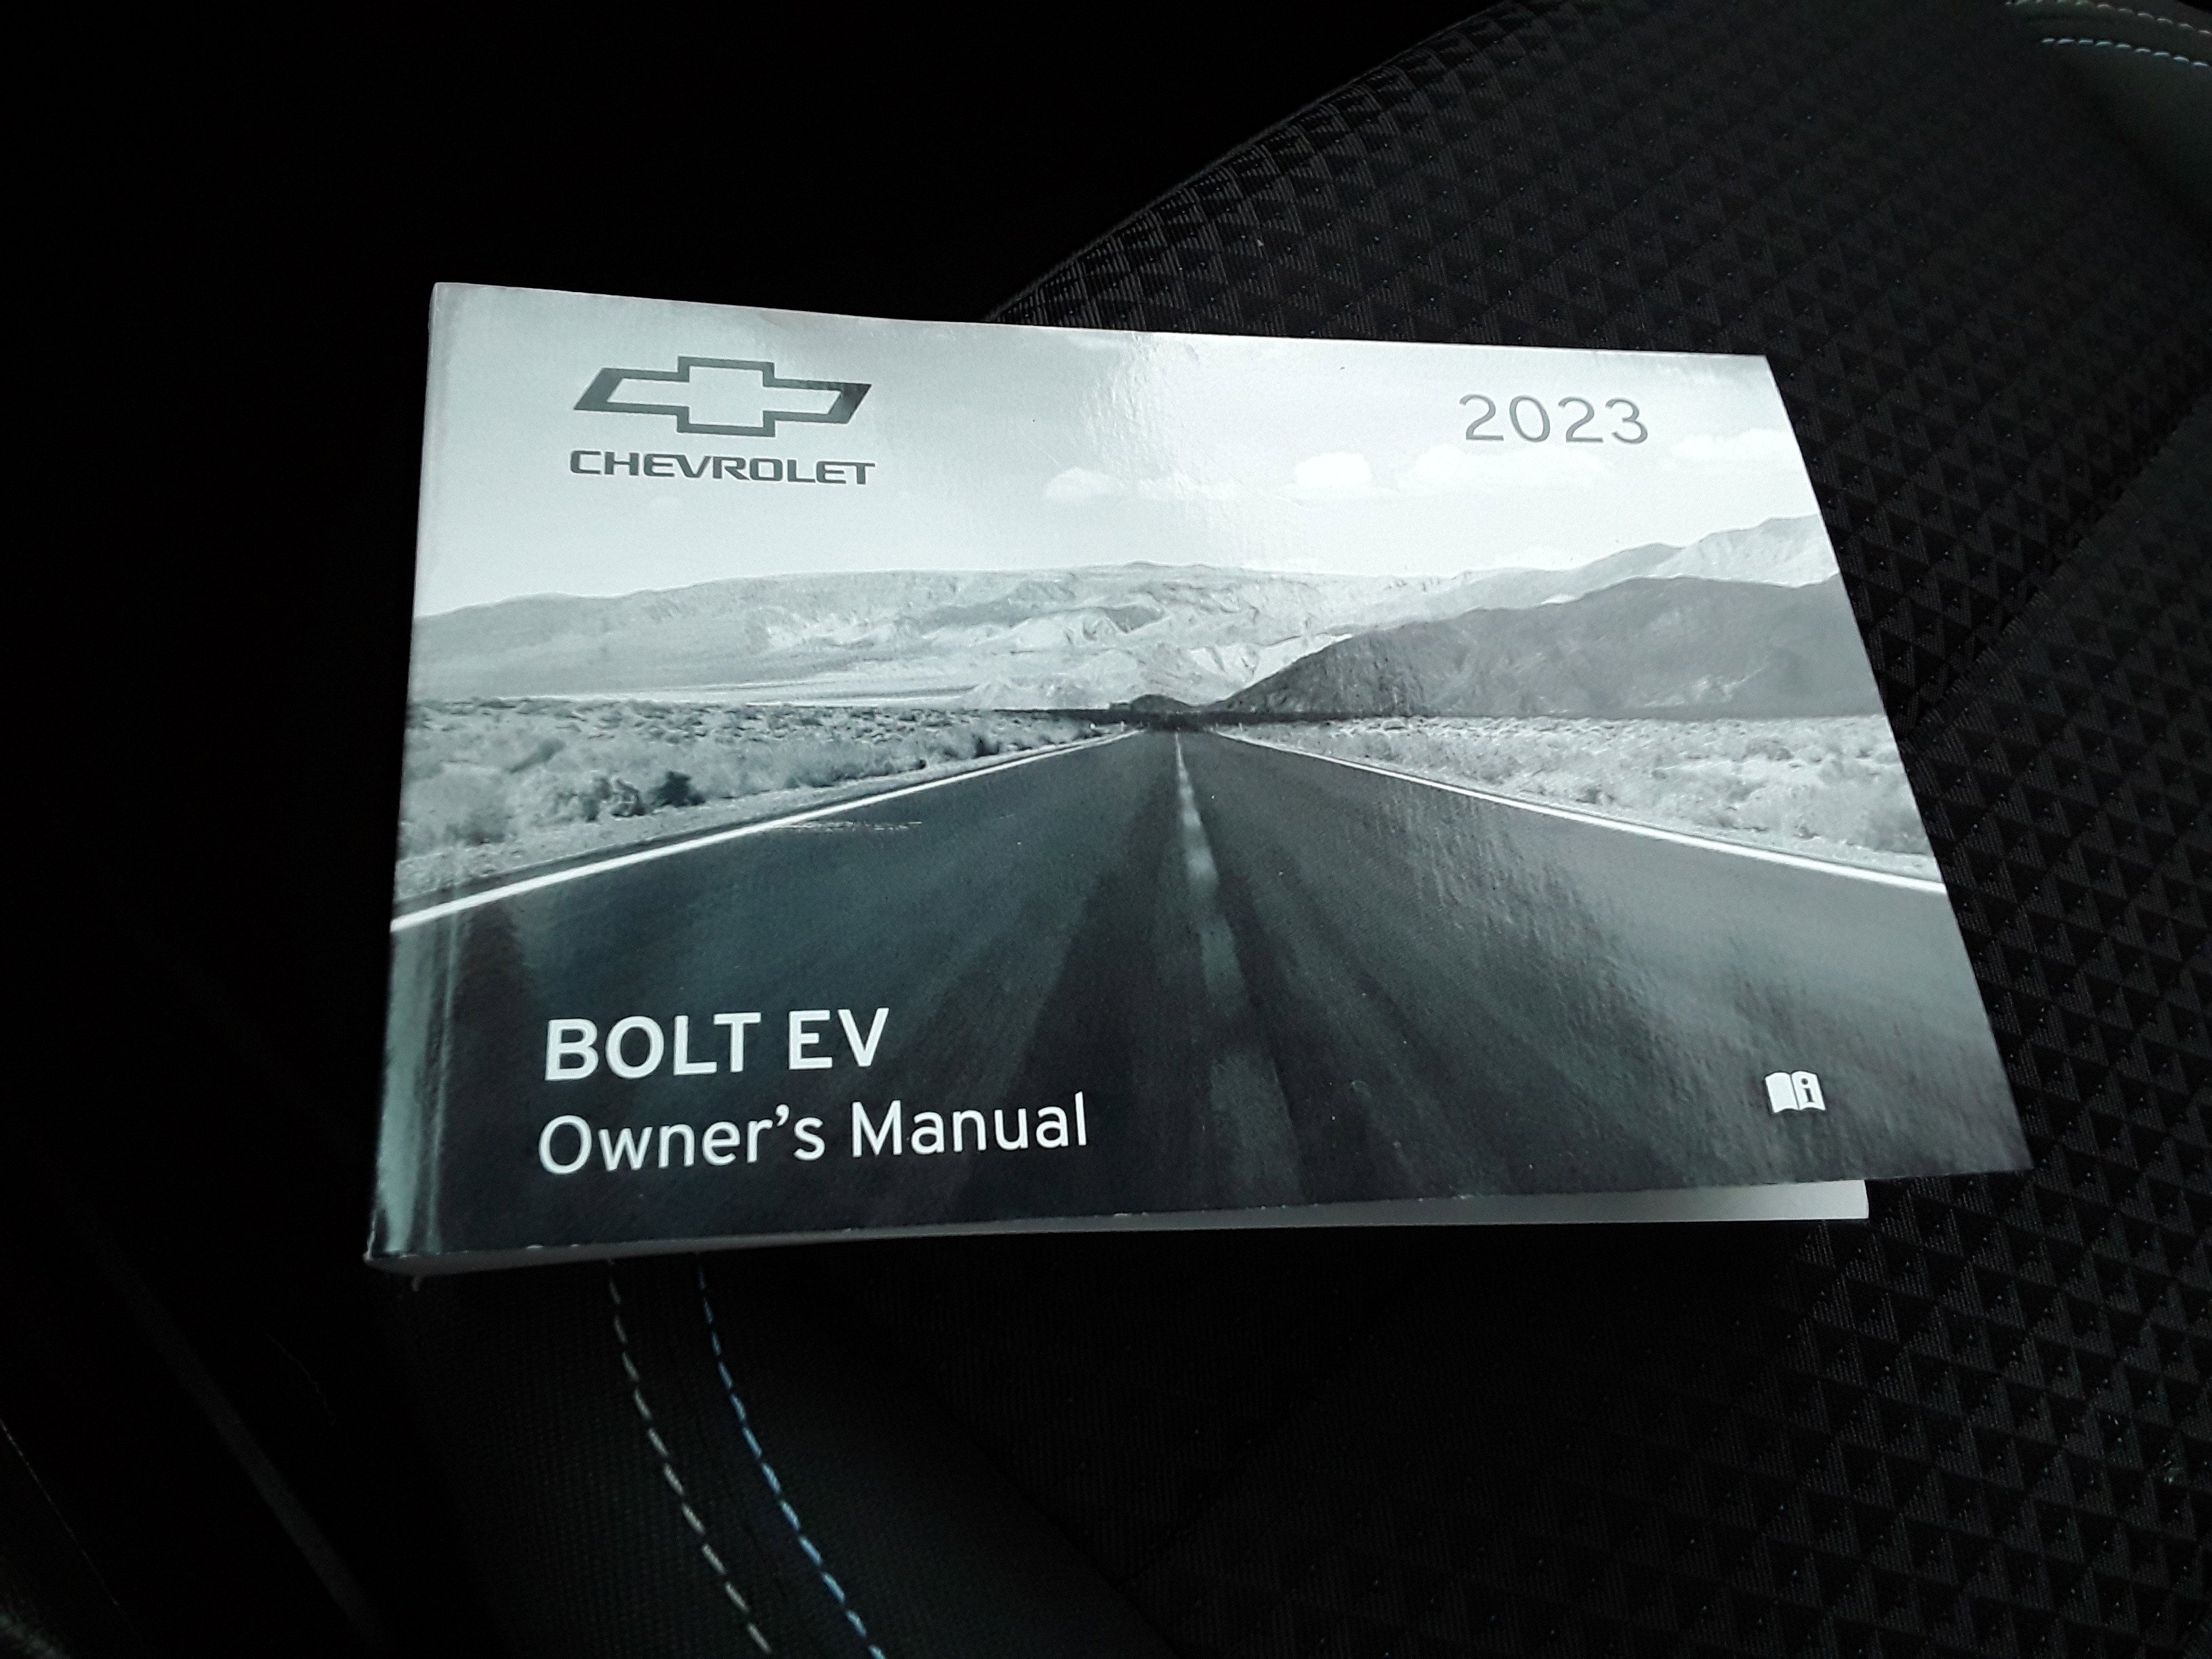 CHEVROLET
2023
BOLT EV
Owner's Manual
i